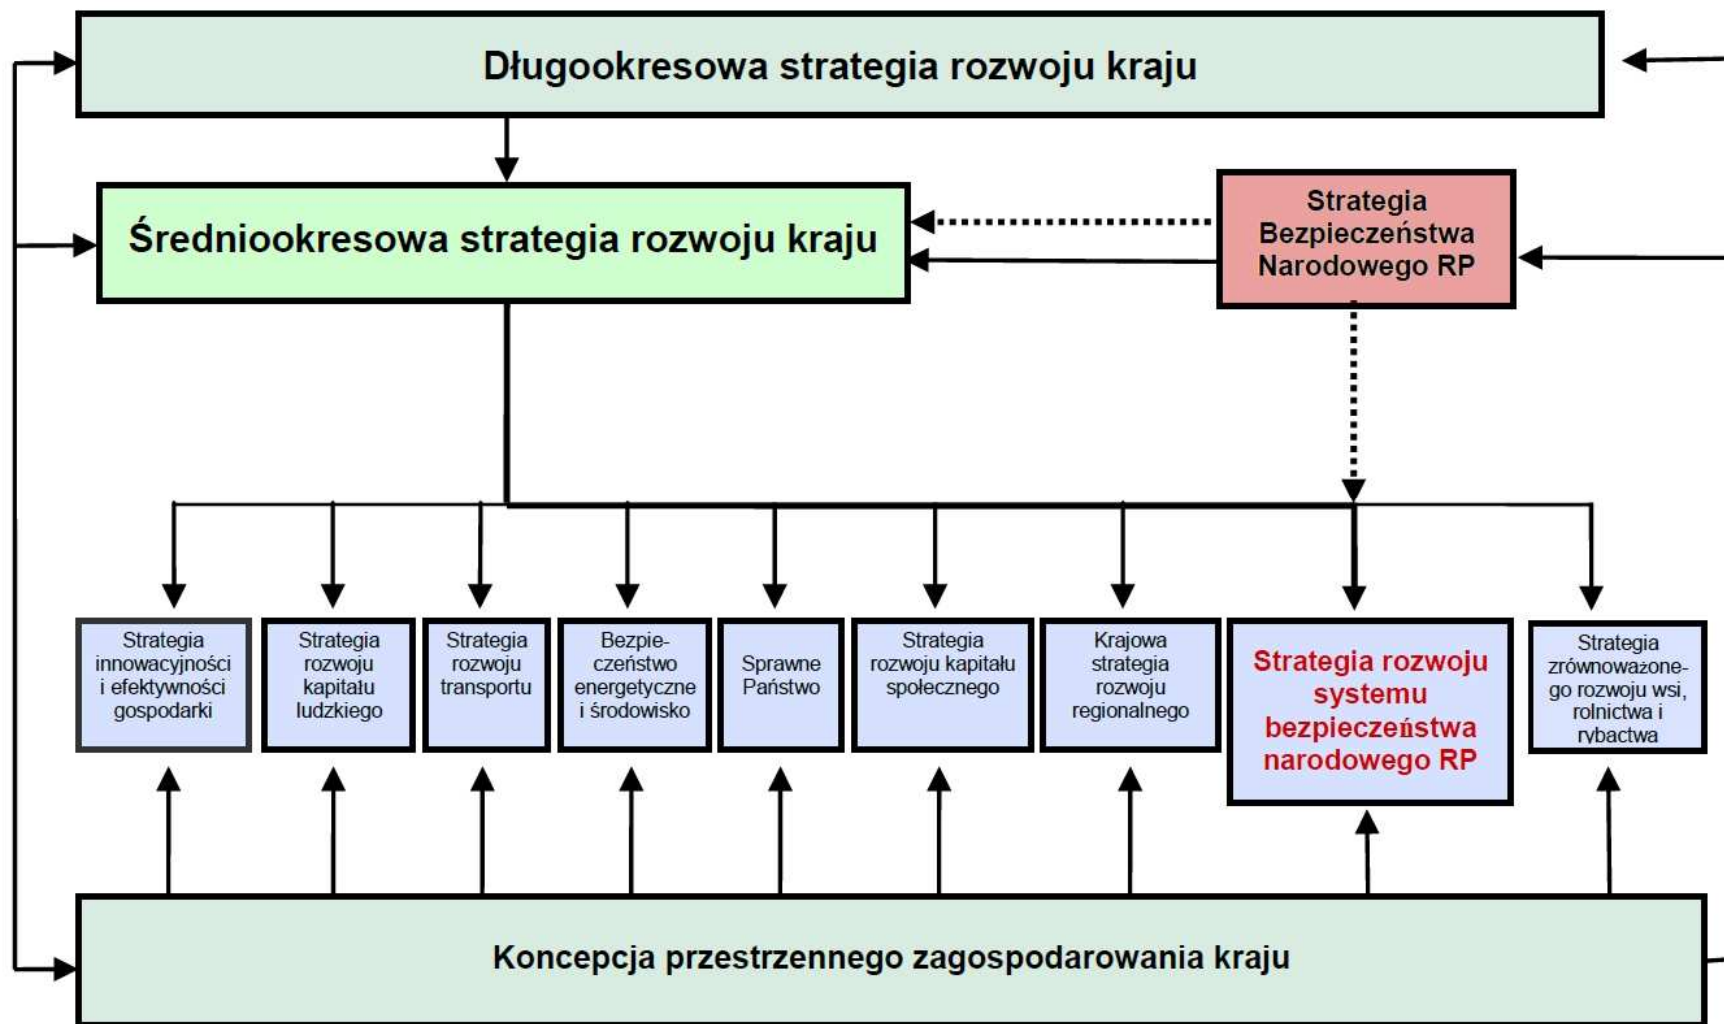 Długookresowa strategia rozwoju kraju
Średniookresowa strategia rozwoju kraju
Strategia
Bezpieczeństwa
Narodowego RP
Strategia
innowacyjności
i efektywności
gospodarki
Strategia
rozwoju
kapitału
ludzkiego
Strategia
rozwoju
transportu
Bezpie-
czeństwo
energetyczne
i środowisko
Sprawne
Państwo
Strategia
rozwoju kapitału
społecznego
Krajowa
strategia
rozwoju
regionalnego
Strategia rozwoju
systemu
bezpieczeństwa
narodowego RP
Strategia
zrównoważone-
go rozwoju wsi,
rolnictwa i
rybactwa
Koncepcja przestrzennego zagospodarowania kraju